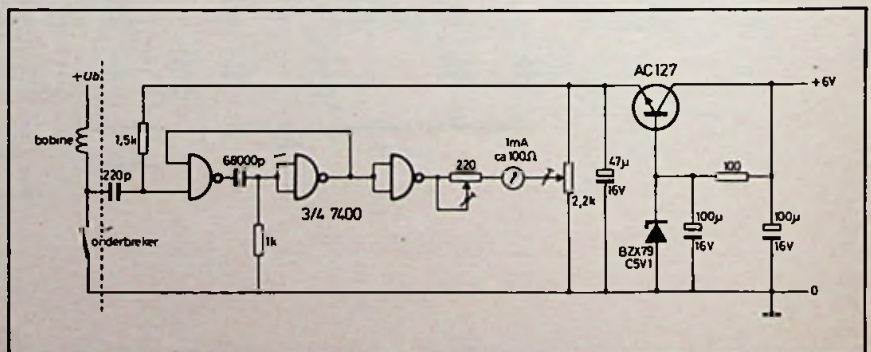 +Ub
bobine
220p
onderbreker
1,5k
68000p
1k
3/4 7400
220
1mA
ca 100Ω
2,2k
47µ
16V
AC127
BZX79
C5V1
100µ
16V
100
100µ
16V
+6V
0